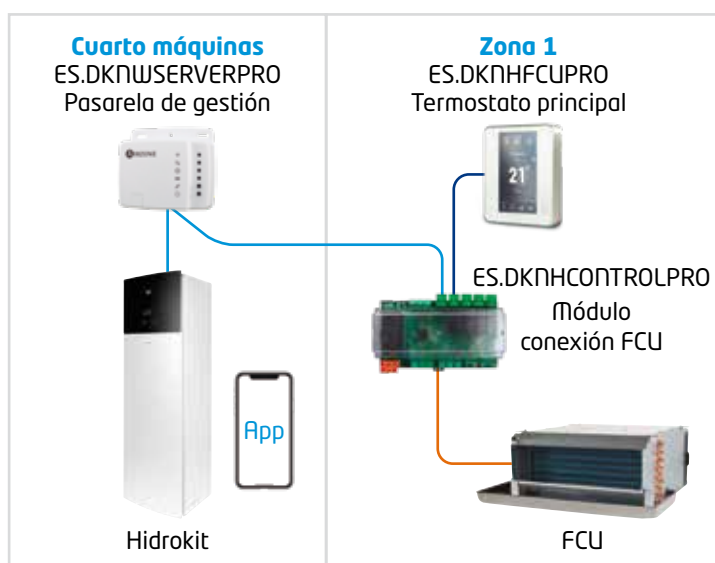 Cuarto máquinas
ES.DKNWSERVERPRO
Pasarela de gestión
App
Hidrokit
Zona 1
ES.DKNHFCUPRO
Termostato principal
21°
ES.DKNHCONTROLPRO
Módulo
conexión FCU
FCU